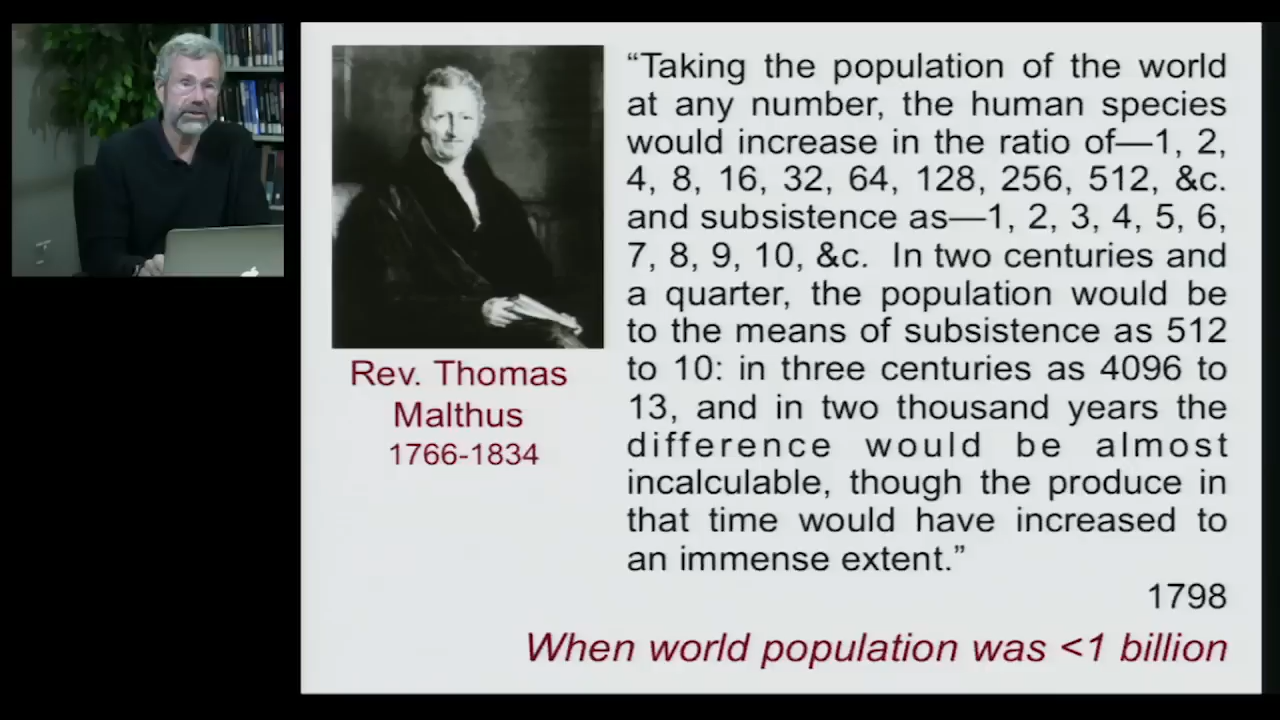 Rev. Thomas
Malthus
1766-1834
“Taking the population of the world
at any number, the human species
would increase in the ratio of—1, 2,
4, 8, 16, 32, 64, 128, 256, 512, &c.
and subsistence as—1, 2, 3, 4, 5, 6,
7, 8, 9, 10, &c. In two centuries and
a quarter, the population would be
to the means of subsistence as 512
to 10: in three centuries as 4096 to
13, and in two thousand years the
difference would be almost
incalculable, though the produce in
that time would have increased to
an immense extent.”
1798
When world population was <1 billion